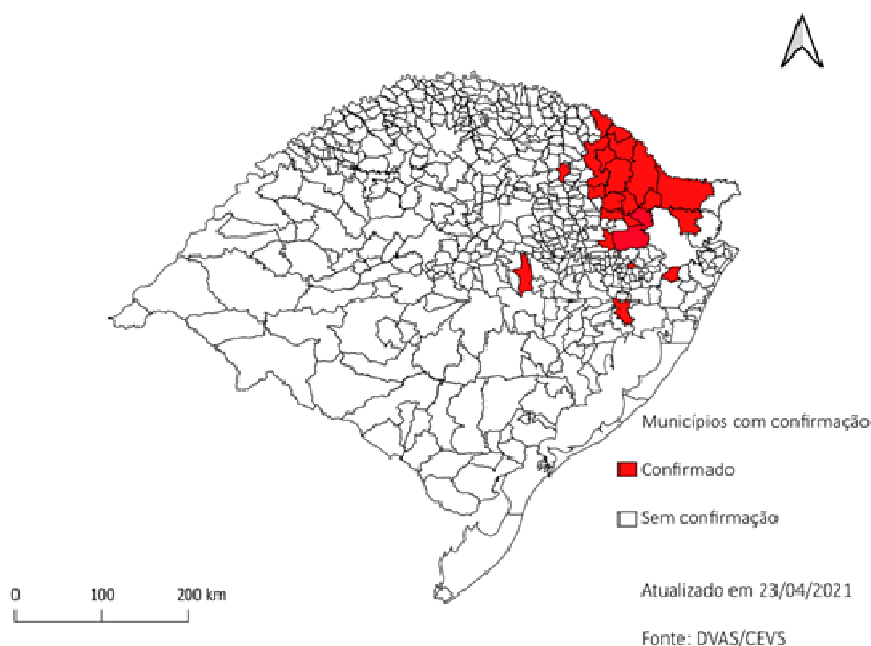 Municípios com confirmação
Confirmado
Sem confirmação
0 100 200 km
Atualizado em 23/04/2021
Fonte: DVAS/CEVS